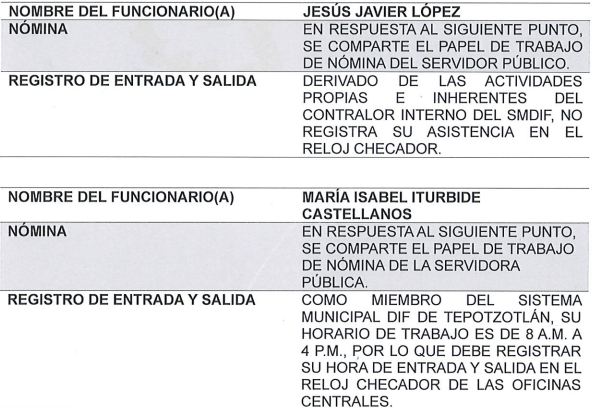 NOMBRE DEL FUNCIONARIO(A) JESÚS JAVIER LÓPEZ
NÓMINA EN RESPUESTA AL SIGUIENTE PUNTO,
SE COMPARTE EL PAPEL DE TRABAJO
DE NÓMINA DEL SERVIDOR PÚBLICO.
REGISTRO DE ENTRADA Y SALIDA DERIVADO DE LAS ACTIVIDADES
PROPIAS E INHERENTES DEL
CONTRALOR INTERNO DEL SMDIF, NO
REGISTRA SU ASISTENCIA EN EL
RELOJ CHECADOR.
NOMBRE DEL FUNCIONARIO(A) MARÍA ISABEL ITURBIDE
CASTELLANOS
NÓMINA EN RESPUESTA AL SIGUIENTE PUNTO,
SE COMPARTE EL PAPEL DE TRABAJO
DE NÓMINA DE LA SERVIDORA
PÚBLICA.
REGISTRO DE ENTRADA Y SALIDA COMO MIEMBRO DEL SISTEMA
MUNICIPAL DIF DE TEPOTZOTLÁN, SU
HORARIO DE TRABAJO ES DE 8 A.M. A
4 P.M., POR LO QUE DEBE REGISTRAR
SU HORA DE ENTRADA Y SALIDA EN EL
RELOJ CHECADOR DE LAS OFICINAS
CENTRALES.